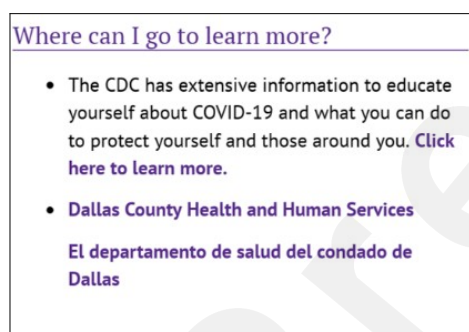 Where can I go to learn more?
• The CDC has extensive information to educate
yourself about COVID-19 and what you can do
to protect yourself and those around you. Click
here to learn more.
• Dallas County Health and Human Services
El departamento de salud del condado de
Dallas